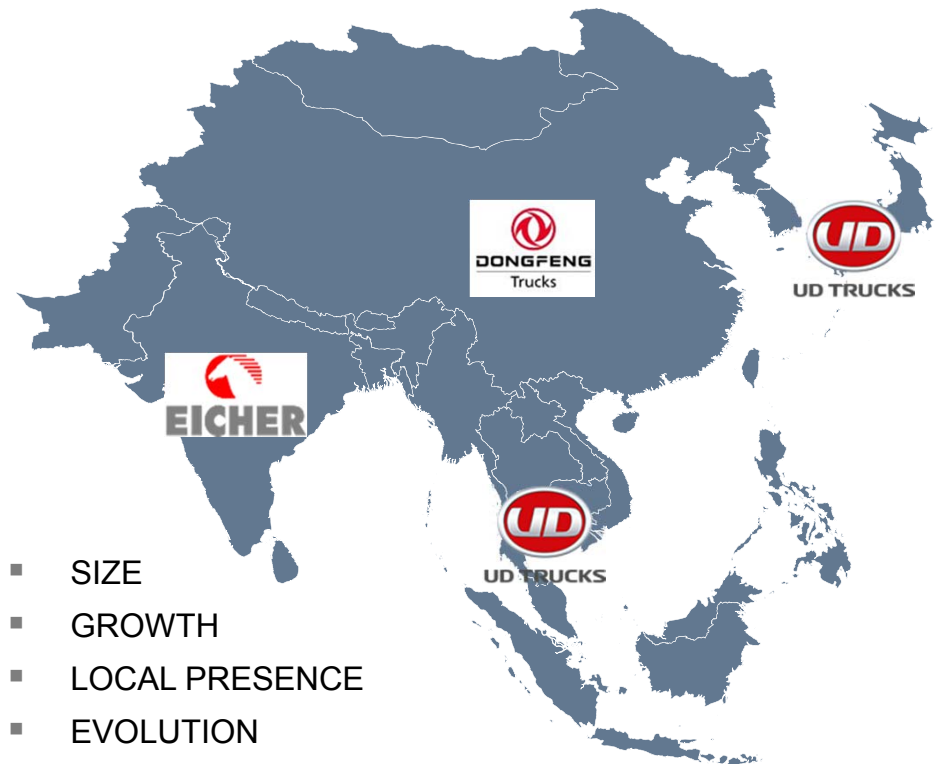 DONGFENG
Trucks
UD
UD TRUCKS
EICHER
UD
UD TRUCKS
SIZE
GROWTH
LOCAL PRESENCE
EVOLUTION